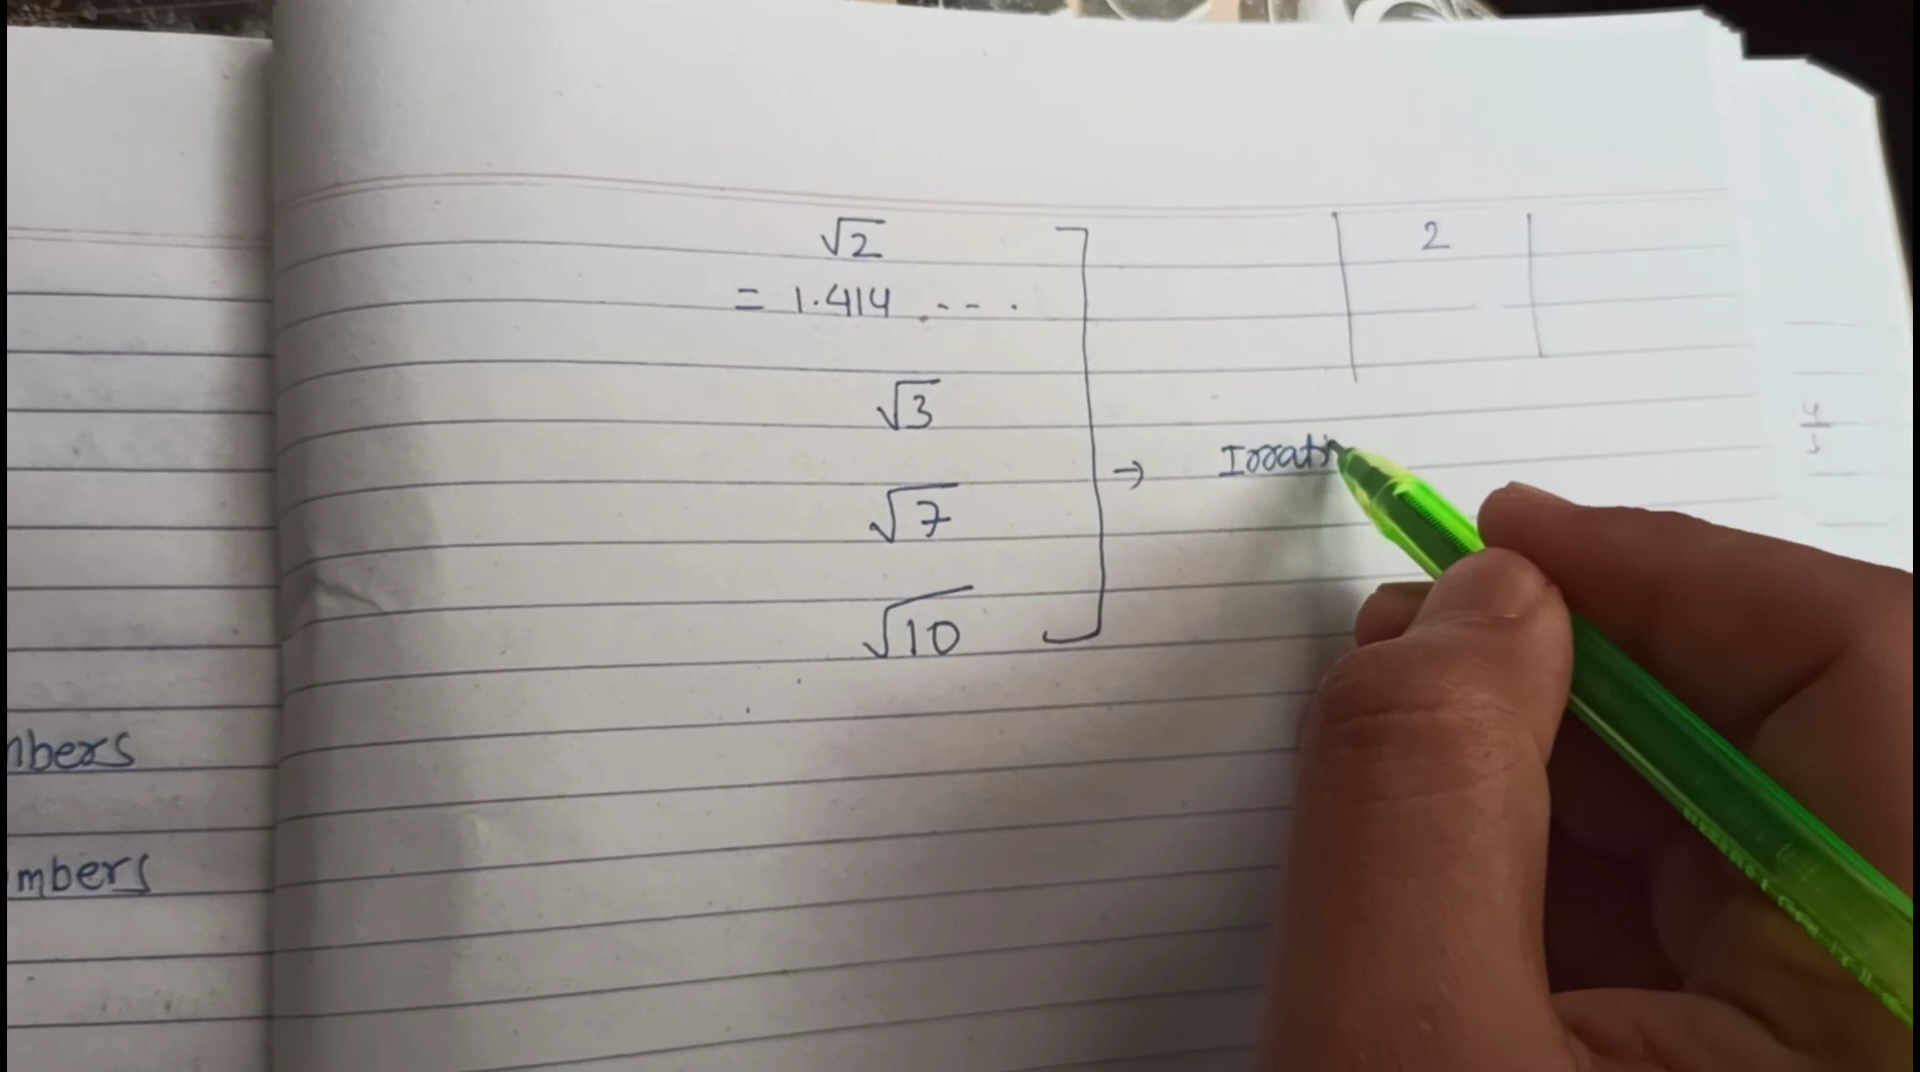 √2
= 1.414 ... .
2
√3
→ Irrati
√7
√10
mbers
mbers